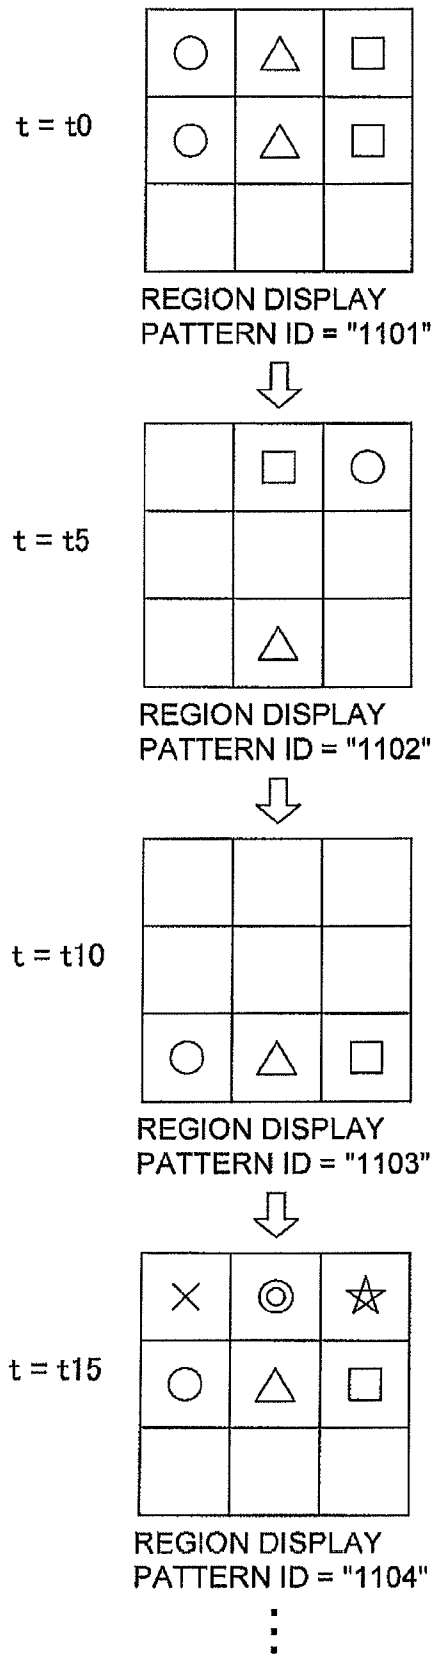 t = t0
REGION DISPLAY
PATTERN ID = "1101"
t = t5
REGION DISPLAY
PATTERN ID = "1102"
t = t10
REGION DISPLAY
PATTERN ID = "1103"
t = t15
REGION DISPLAY
PATTERN ID = "1104"